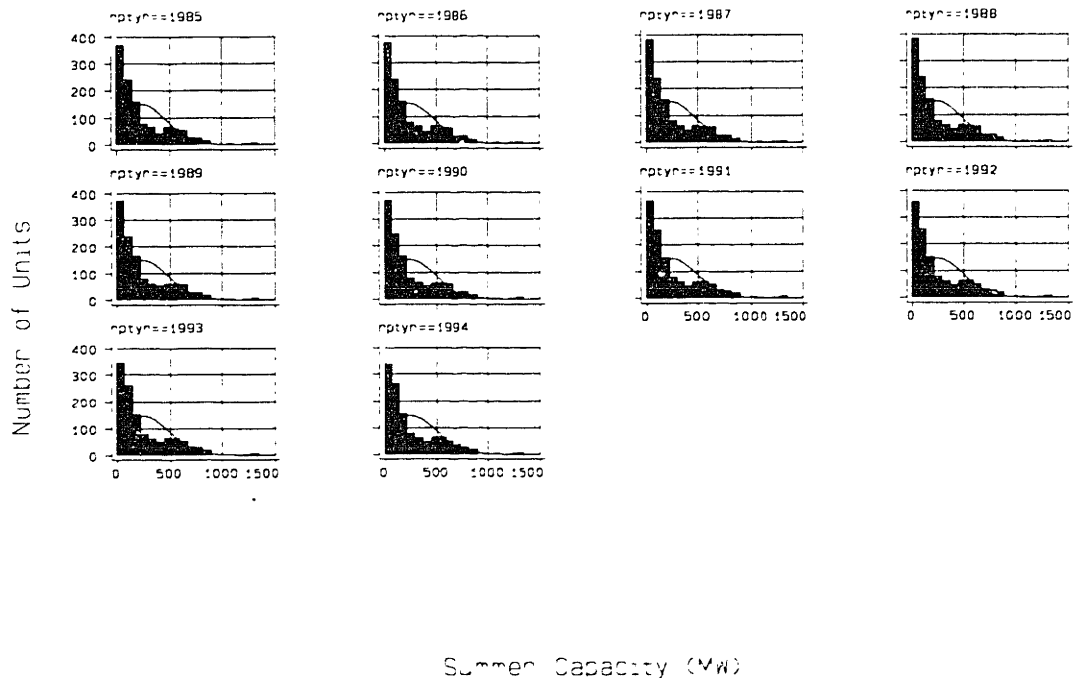 rptyr==1985 rptyr==1986 rptyr==1987 rptyr==1988
400
300
200
100
0
rptyr==1989 rptyr==1990 rptyr==1991 rptyr==1992
400
300
200
100
0
0 500 1000 1500 0 500 1000 1500
rptyr==1993 rptyr==1994
400
300
200
100
0
0 500 1000 1500 0 500 1000 1500
Number of Units
Summer Capacity (MW)